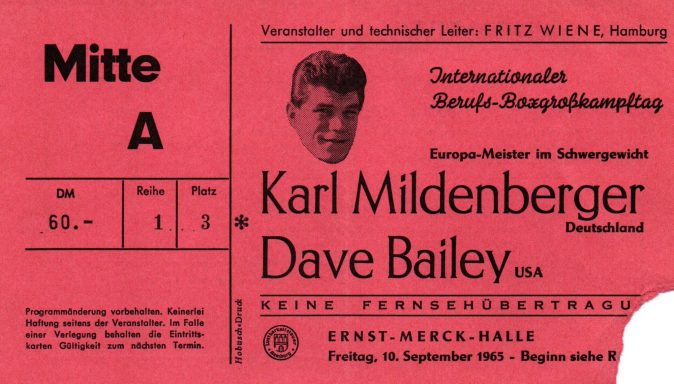 Mitte
A
DM
Reihe
Platz
60.-
1
3
Programmänderung vorbehalten. Keinerlei
Haftung seitens der Veranstalter. Im Falle
einer Verlegung behalten die Eintritts-
karten Gültigkeit zum nächsten Termin.
Hobusch•Druck
Veranstalter und technischer Leiter: FRITZ WIENE, Hamburg
Internationaler
Berufs-Boxgroßkampftag
Europa-Meister im Schwergewicht
Karl Mildenberger
Deutschland
*
Dave Bailey USA
KEINE FERNSEHÜBERTRAGU
ERNST-MERCK-HALLE
Freitag, 10. September 1965 - Beginn siehe R